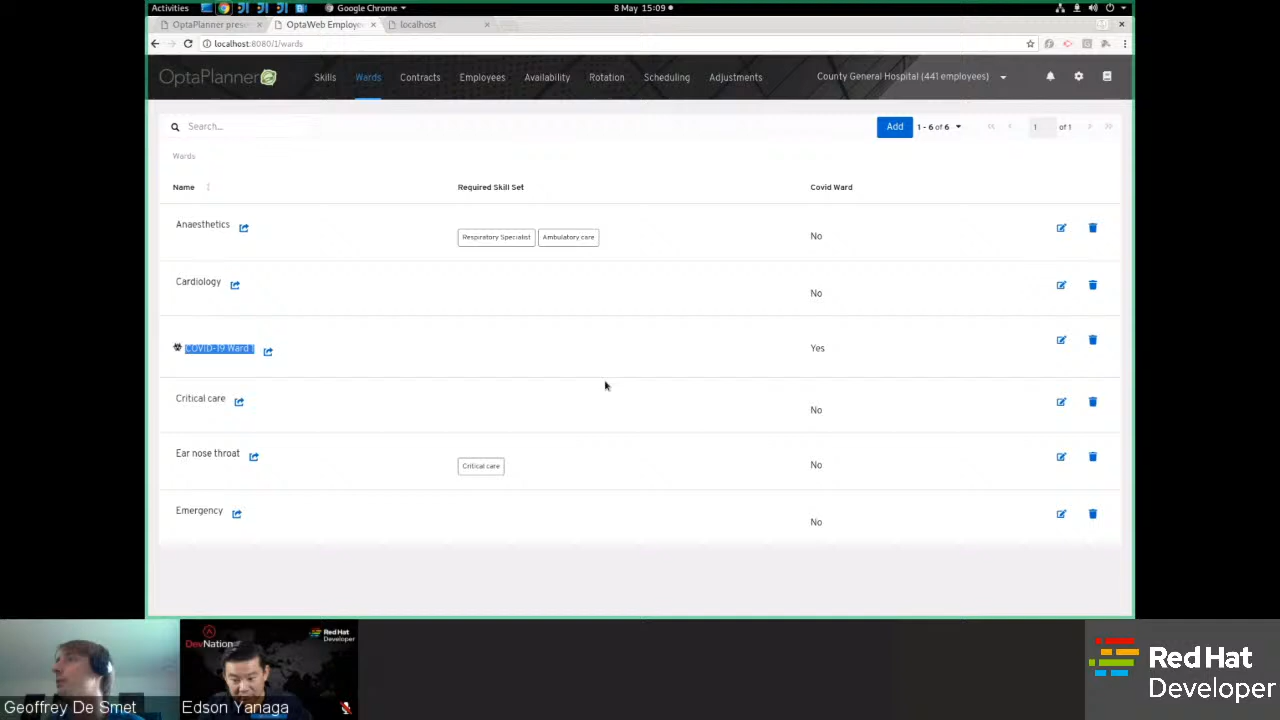 Activities
Google Chrome
8 May 15:09
OptaPlanner prese
OptaWeb Employe
localhost
localhost:8080/1/wards
OptaPlanner
Skills
Wards
Contracts
Employees
Availability
Rotation
Scheduling
Adjustments
County General Hospital (441 employees)
Search...
Add
1 - 6 of 6
1 of 1
Wards
Name
Required Skill Set
Covid Ward
Anaesthetics
Respiratory Specialist
Ambulatory care
No
Cardiology
No
COVID-19 Ward
Yes
Critical care
No
Ear nose throat
Critical care
No
Emergency
No
Geoffrey De Smet
DevNation
Red Hat
Developer
Edson Yanaga
Red Hat
Developer